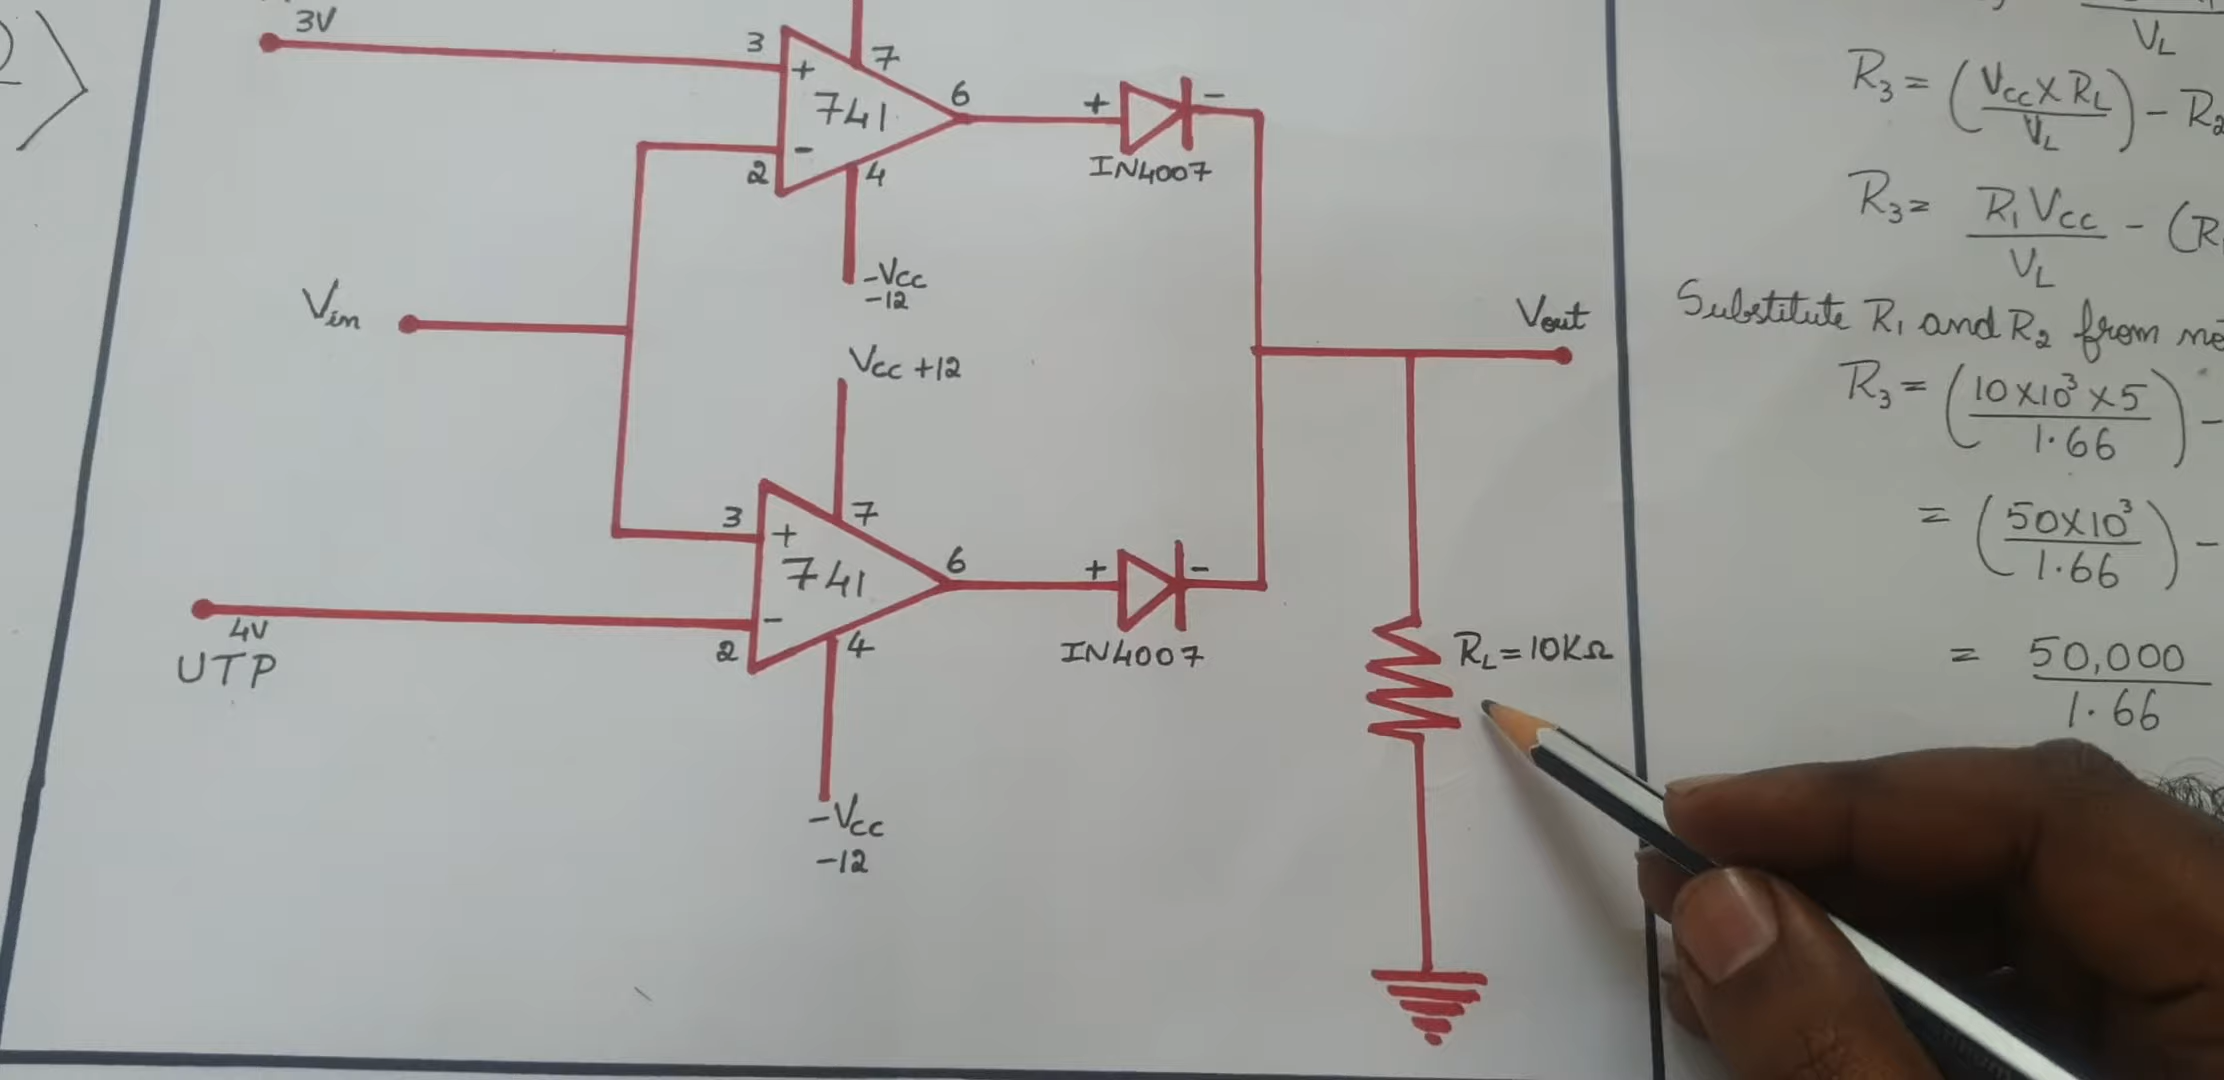 3V
3
+
7
741
6
+
-
-
2
4
IN4007
-Vcc
-12
Vin
Vcc +12
Vout
3
+
7
741
6
+
-
4V
-
2
4
IN4007
UTP
RL=10KΩ
-Vcc
-12
VL
R3= (Vcc X RL / VL) - R2
R3= R1 Vcc / VL - (R
Substitute R1 and R2 from
R3= (10X10³ X5 / 1.66) -
= (50X10³ / 1.66) -
= 50,000 / 1.66